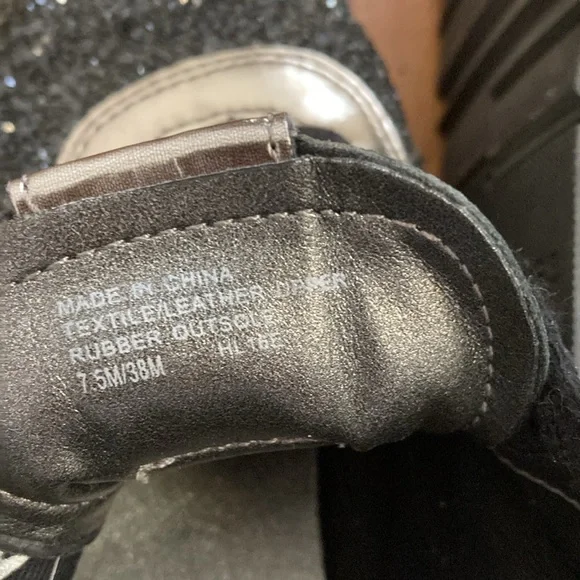 MADE IN CHINA
TEXTILE/LEATHER UPPER
RUBBER OUTSOLE
7.5M/38M